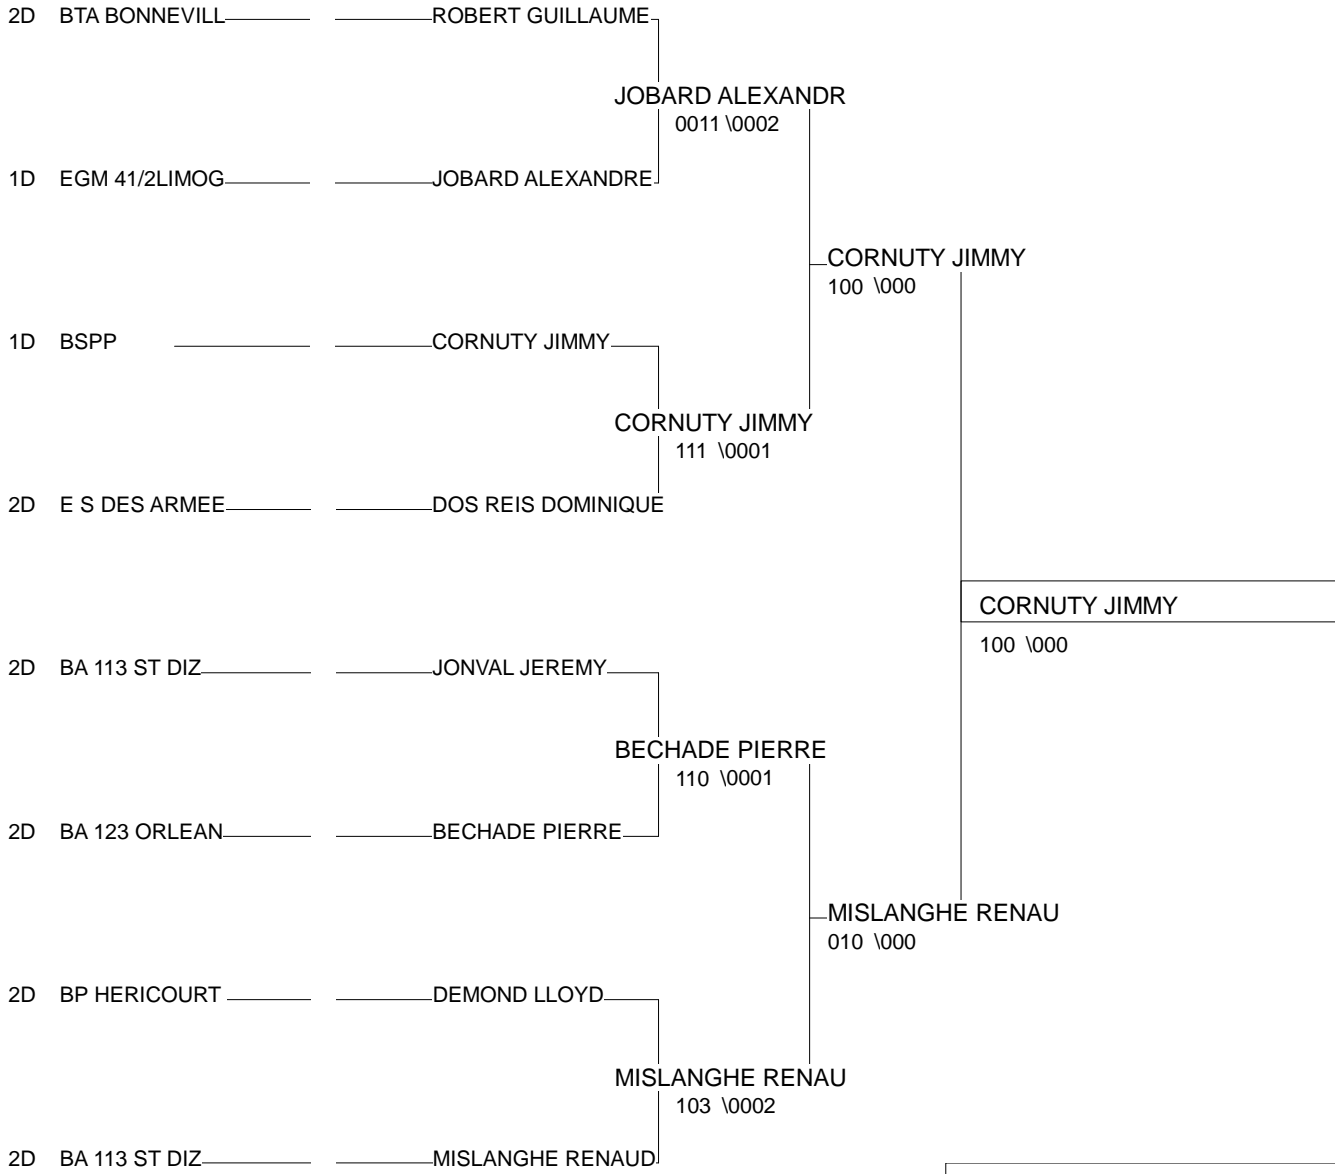 2D BTA BONNEVILL ROBERT GUILLAUME
JOBARD ALEXANDR
0011 \0002
1D EGM 41/2LIMOG JOBARD ALEXANDRE
CORNUTY JIMMY
100 \000
1D BSPP CORNUTY JIMMY
CORNUTY JIMMY
111 \0001
2D E S DES ARMEE DOS REIS DOMINIQUE
CORNUTY JIMMY
100 \000
2D BA 113 ST DIZ JONVAL JEREMY
BECHADE PIERRE
110 \0001
2D BA 123 ORLEAN BECHADE PIERRE
MISLANGHE RENAU
010 \000
2D BP HERICOURT DEMOND LLOYD
MISLANGHE RENAU
103 \0002
2D BA 113 ST DIZ MISLANGHE RENAUD